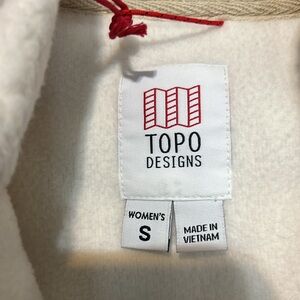 TOPO
DESIGNS
WOMEN'S
S
MADE IN
VIETNAM